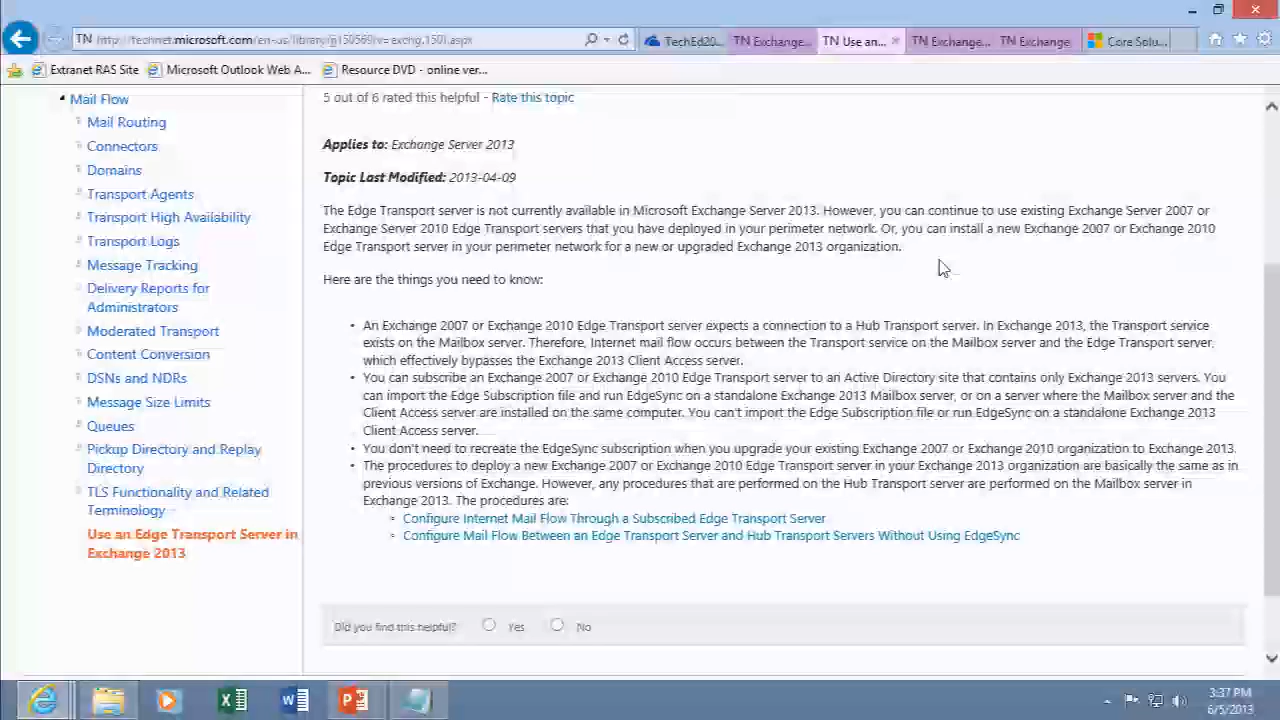 TN http://technet.microsoft.com/en-us/library/jj150569(v=exchg.150).aspx
TechEd20...
TN Exchange...
TN Use an...
TN Exchange...
TN Exchange
Core Solu...
Extranet RAS Site
Microsoft Outlook Web A...
Resource DVD - online ver...
Mail Flow
Mail Routing
Connectors
Domains
Transport Agents
Transport High Availability
Transport Logs
Message Tracking
Delivery Reports for
Administrators
Moderated Transport
Content Conversion
DSNs and NDRs
Message Size Limits
Queues
Pickup Directory and Replay
Directory
TLS Functionality and Related
Terminology
Use an Edge Transport Server in
Exchange 2013
5 out of 6 rated this helpful - Rate this topic
Applies to: Exchange Server 2013
Topic Last Modified: 2013-04-09
The Edge Transport server is not currently available in Microsoft Exchange Server 2013. However, you can continue to use existing Exchange Server 2007 or
Exchange Server 2010 Edge Transport servers that you have deployed in your perimeter network. Or, you can install a new Exchange 2007 or Exchange 2010
Edge Transport server in your perimeter network for a new or upgraded Exchange 2013 organization.
Here are the things you need to know:
• An Exchange 2007 or Exchange 2010 Edge Transport server expects a connection to a Hub Transport server. In Exchange 2013, the Transport service
exists on the Mailbox server. Therefore, Internet mail flow occurs between the Transport service on the Mailbox server and the Edge Transport server,
which effectively bypasses the Exchange 2013 Client Access server.
• You can subscribe an Exchange 2007 or Exchange 2010 Edge Transport server to an Active Directory site that contains only Exchange 2013 servers. You
can import the Edge Subscription file and run EdgeSync on a standalone Exchange 2013 Mailbox server, or on a server where the Mailbox server and the
Client Access server are installed on the same computer. You can't import the Edge Subscription file or run EdgeSync on a standalone Exchange 2013
Client Access server.
• You don't need to recreate the EdgeSync subscription when you upgrade your existing Exchange 2007 or Exchange 2010 organization to Exchange 2013.
• The procedures to deploy a new Exchange 2007 or Exchange 2010 Edge Transport server in your Exchange 2013 organization are basically the same as in
previous versions of Exchange. However, any procedures that are performed on the Hub Transport server are performed on the Mailbox server in
Exchange 2013. The procedures are:
◦ Configure Internet Mail Flow Through a Subscribed Edge Transport Server
◦ Configure Mail Flow Between an Edge Transport Server and Hub Transport Servers Without Using EdgeSync
Did you find this helpful? Yes No
3:37 PM
6/5/2013